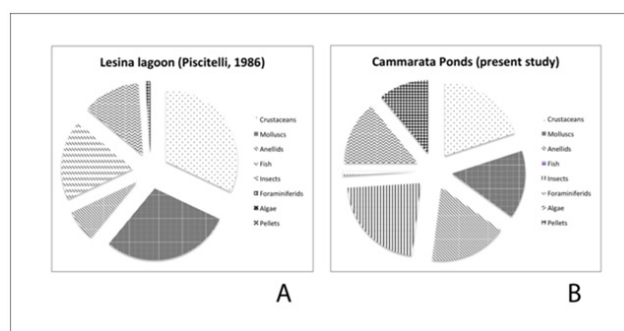 Lesina lagoon (Piscitelli, 1986)
Crustaceans
Molluscs
Anellids
Fish
Insects
Foraminiferids
Algae
Pellets
A
Cammarata Ponds (present study)
Crustaceans
Molluscs
Anellids
Fish
Insects
Foraminiferids
Algae
Pellets
B